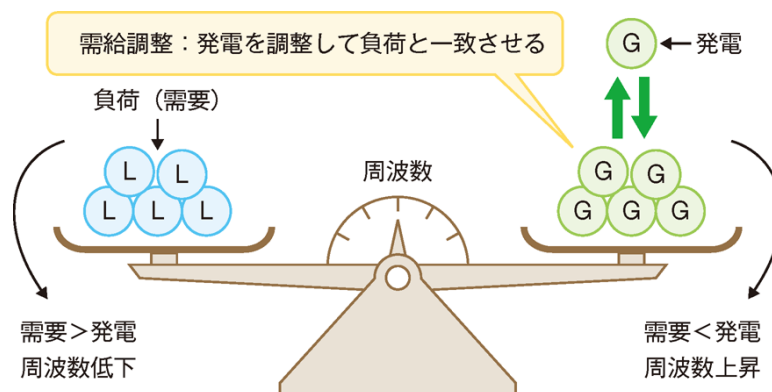 需給調整：発電を調整して負荷と一致させる
G
発電
負荷（需要）
L L
L L L
周波数
G G
G G G
需要＞発電
周波数低下
需要＜発電
周波数上昇